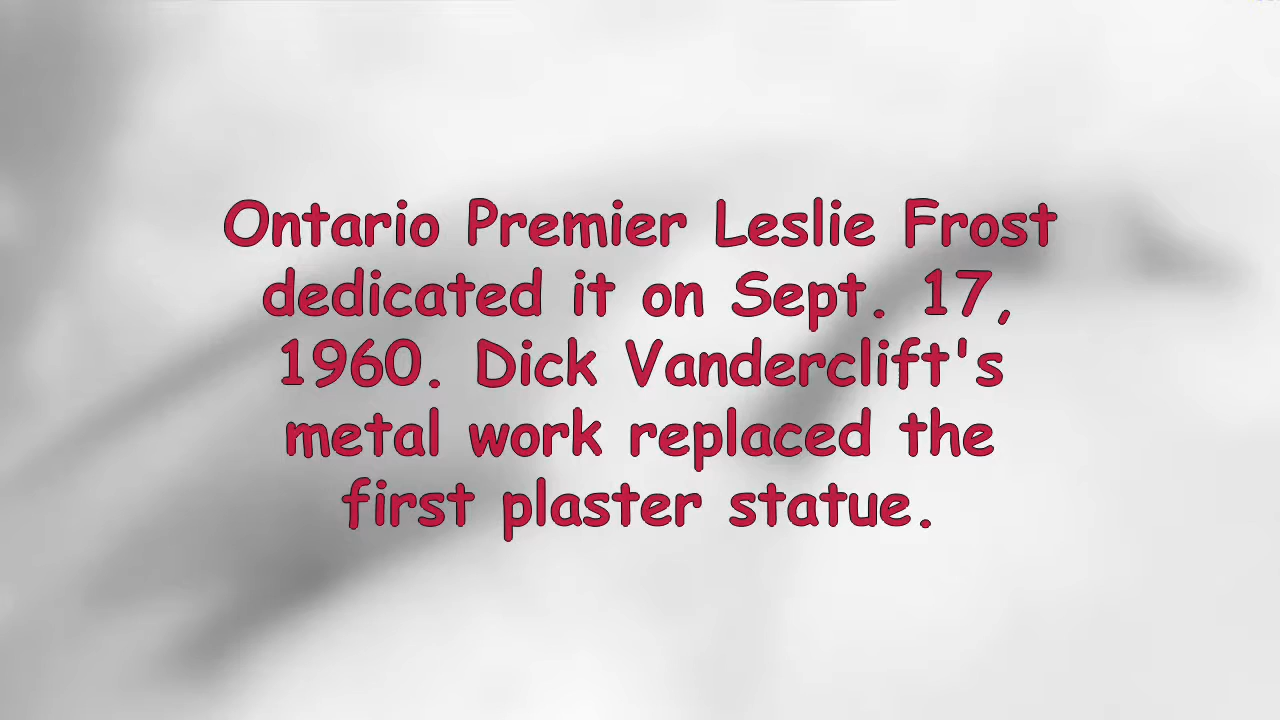 Ontario Premier Leslie Frost
dedicated it on Sept. 17,
1960. Dick Vanderclift's
metal work replaced the
first plaster statue.